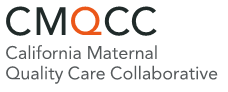 CMQCC
California Maternal
Quality Care Collaborative